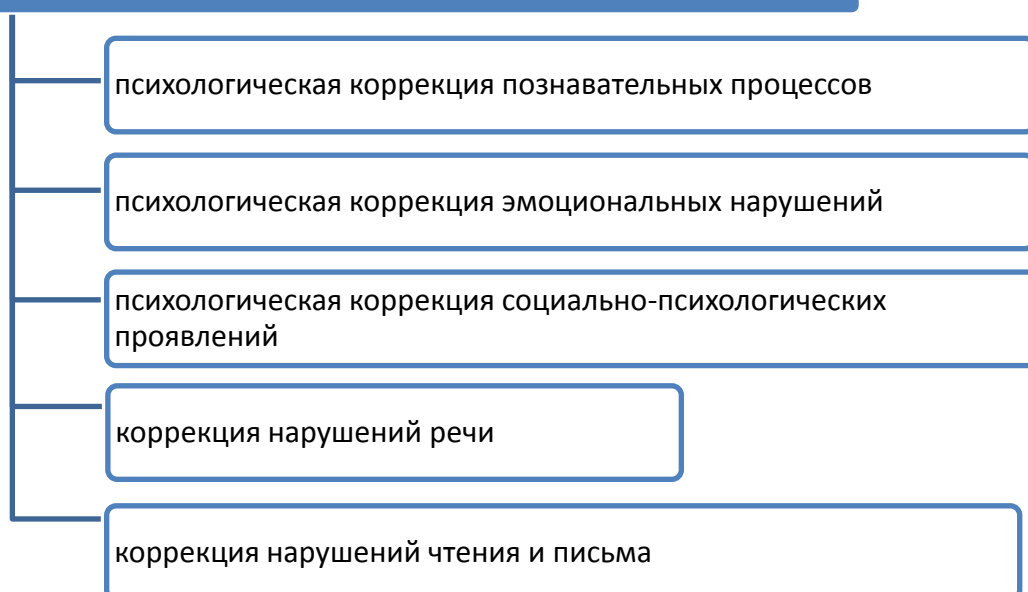 психологическая коррекция познавательных процессов
психологическая коррекция эмоциональных нарушений
психологическая коррекция социально-психологических
проявлений
коррекция нарушений речи
коррекция нарушений чтения и письма